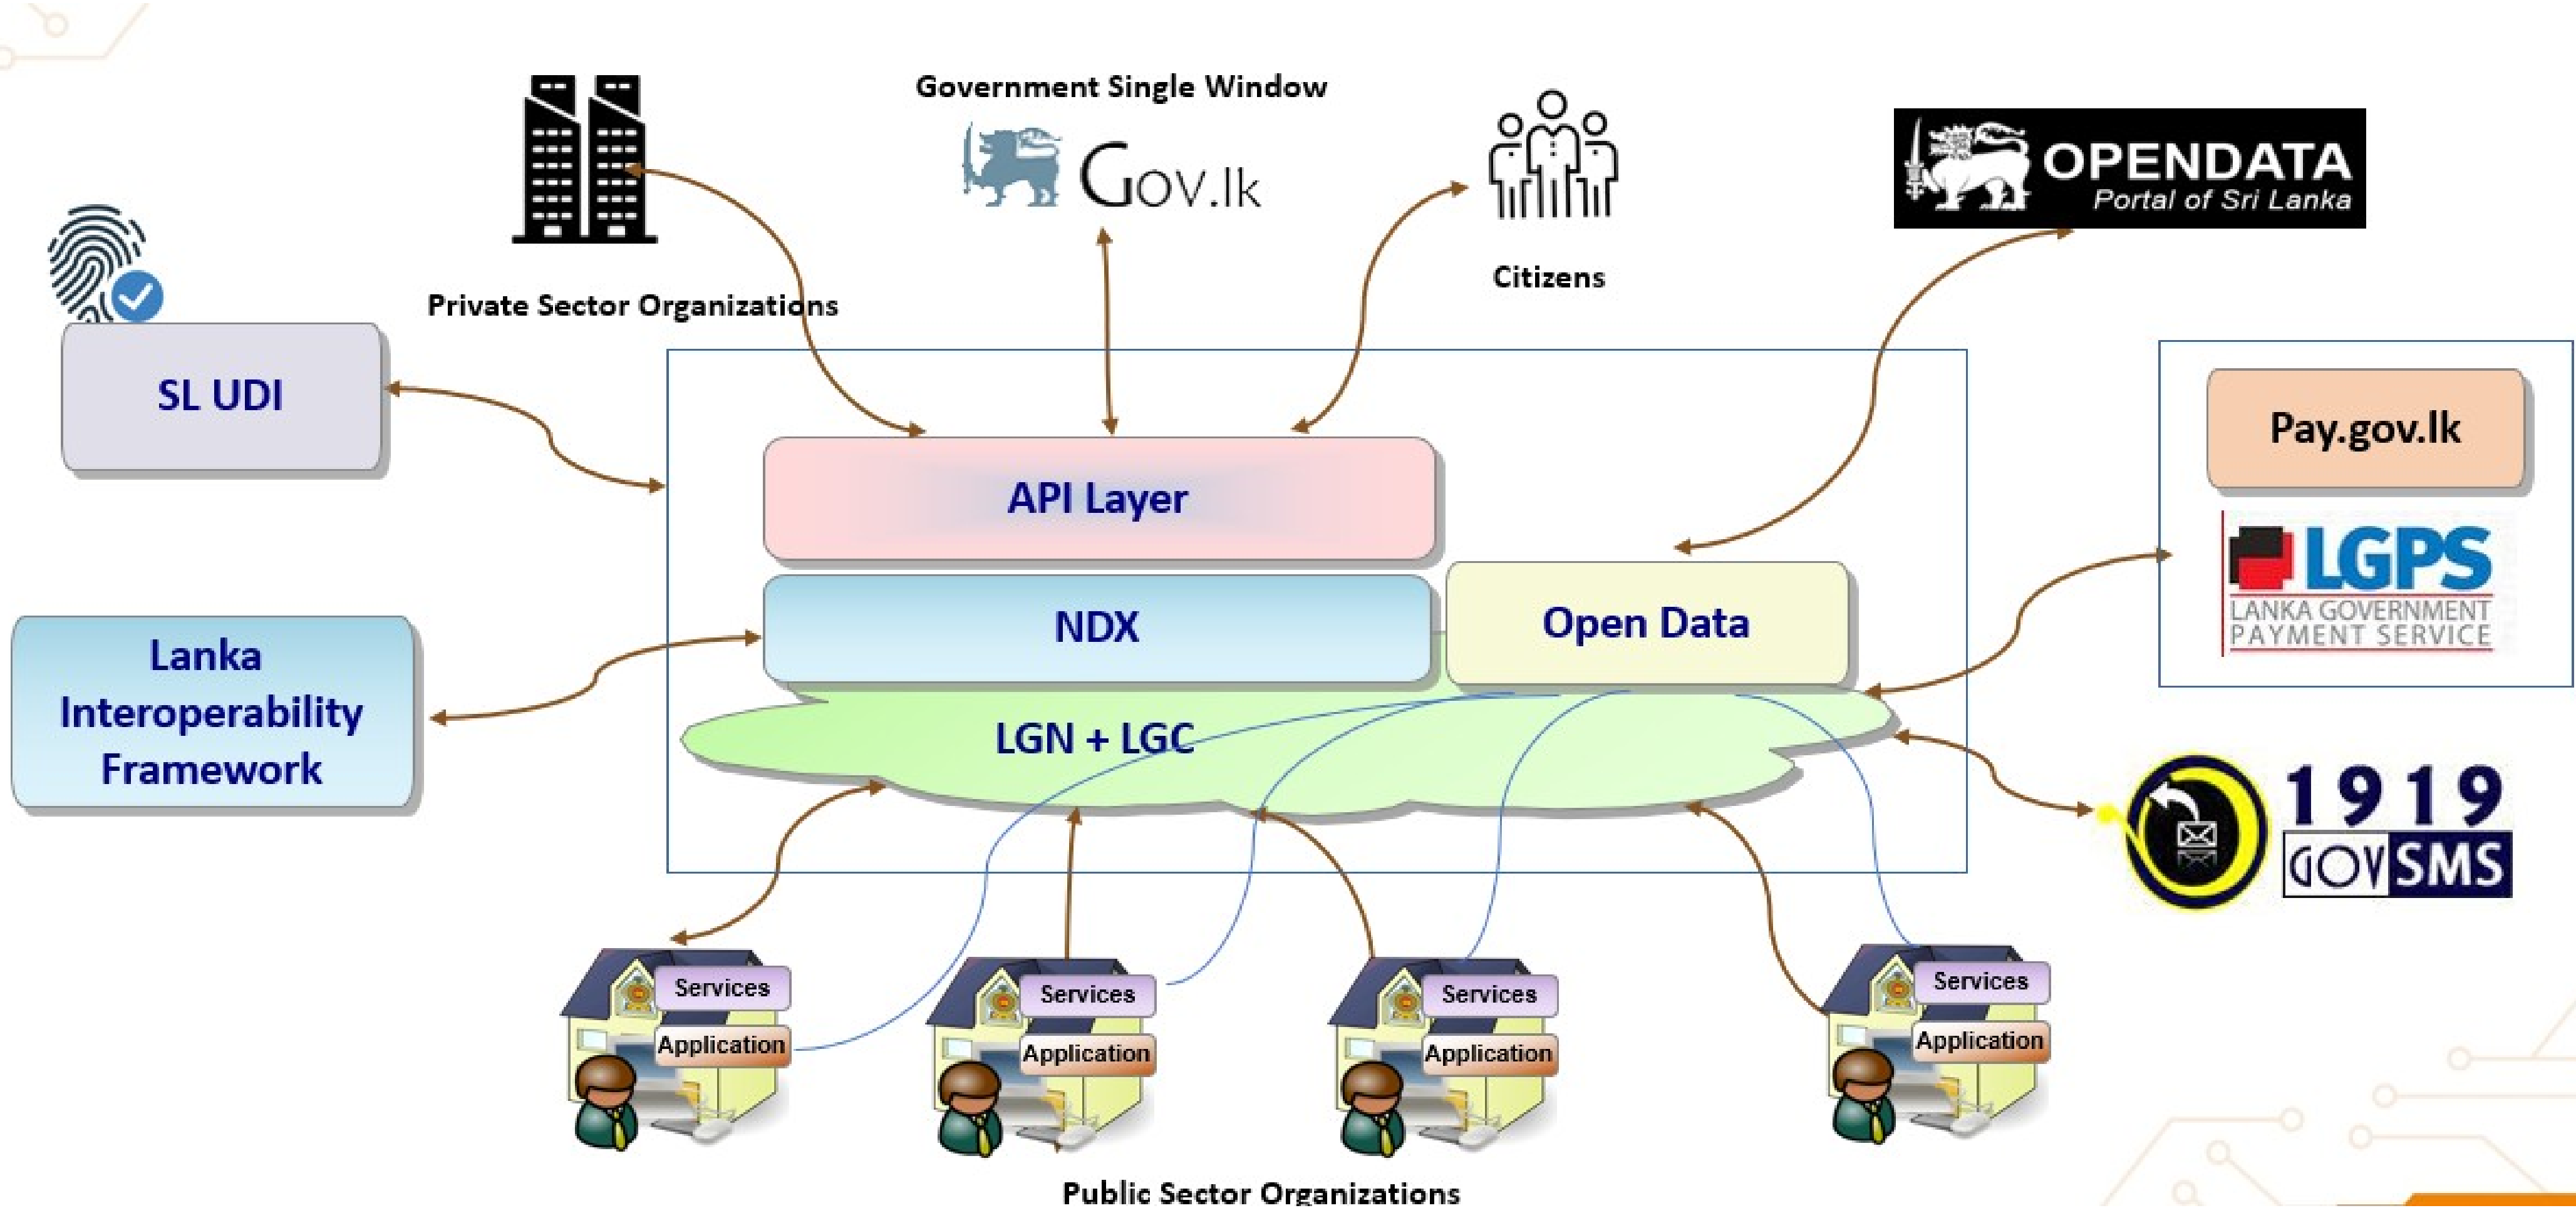 Government Single Window
Gov.lk
OPENDATA
Portal of Sri Lanka
Citizens
Private Sector Organizations
SL UDI
Pay.gov.lk
API Layer
LGPS
LANKA GOVERNMENT
PAYMENT SERVICE
NDX
Open Data
Lanka
Interoperability
Framework
LGN + LGC
1919
GOVSMS
Services
Application
Services
Application
Services
Application
Services
Application
Public Sector Organizations